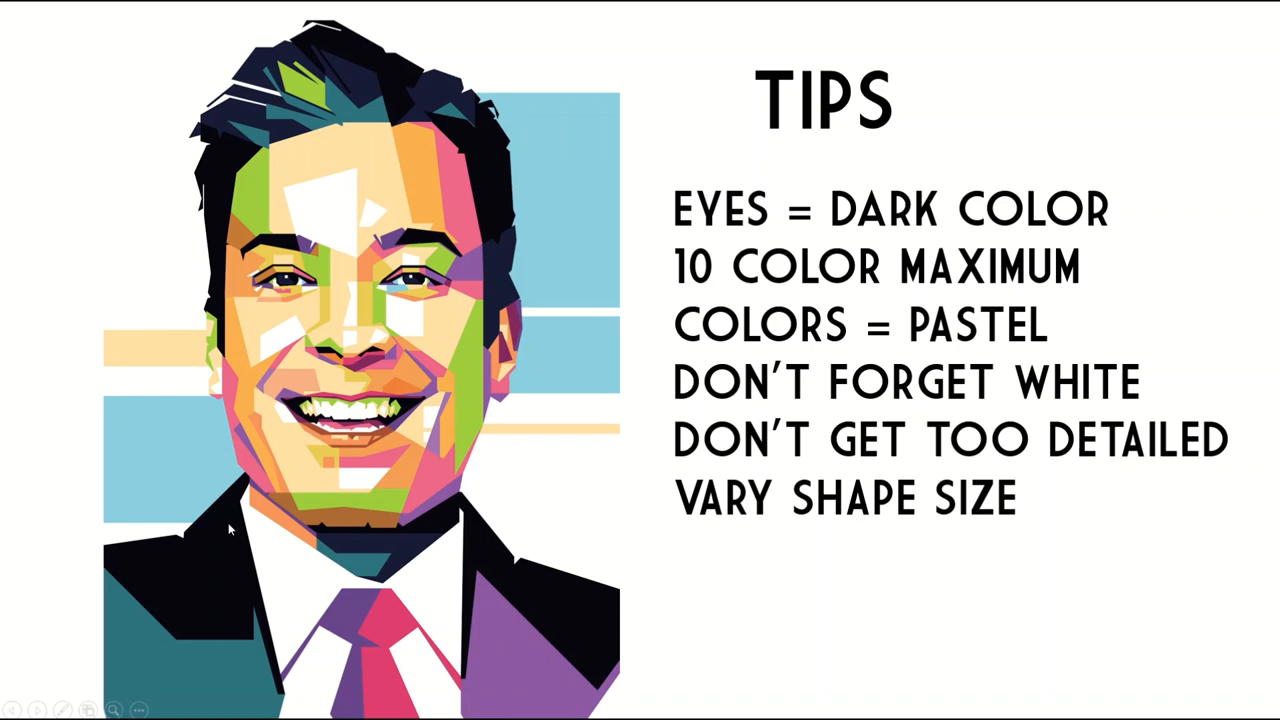 TIPS
EYES = DARK COLOR
10 COLOR MAXIMUM
COLORS = PASTEL
DON'T FORGET WHITE
DON'T GET TOO DETAILED
VARY SHAPE SIZE